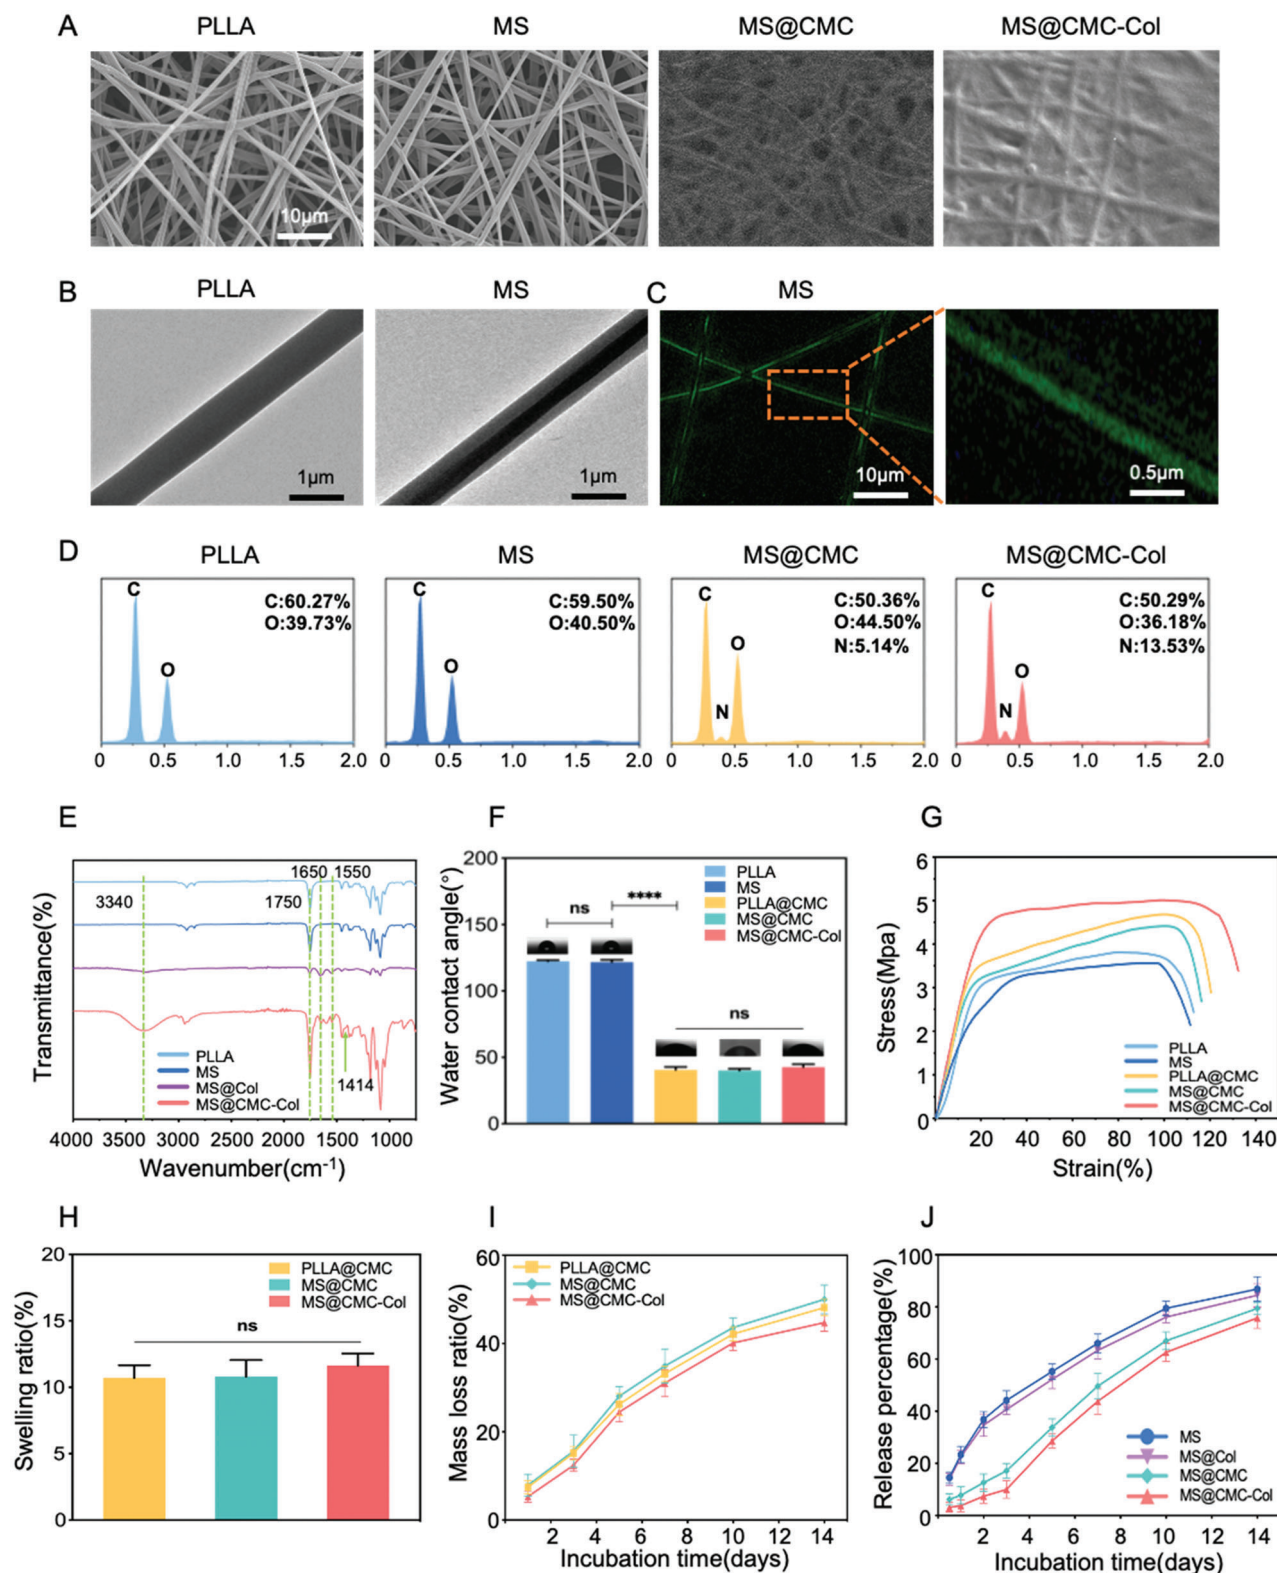 A
PLLA
MS
MS@CMC
MS@CMC-Col
10μm
B
PLLA
MS
C
MS
1μm
1μm
10μm
0.5μm
D
PLLA
MS
MS@CMC
MS@CMC-Col
C
O
C:60.27%
O:39.73%
0
0.5
1.0
1.5
2.0
C
O
C:59.50%
O:40.50%
0
0.5
1.0
1.5
2.0
C
N
O
C:50.36%
O:44.50%
N:5.14%
0
0.5
1.0
1.5
2.0
C
N
O
C:50.29%
O:36.18%
N:13.53%
0
0.5
1.0
1.5
2.0
E
Transmittance(%)
3340
1750
1650
1550
1414
PLLA
MS
MS@Col
MS@CMC-Col
4000 3500 3000 2500 2000 1500 1000
Wavenumber(cm⁻¹)
F
Water contact angle(°)
200
150
100
50
0
ns
****
ns
PLLA
MS
PLLA@CMC
MS@CMC
MS@CMC-Col
G
Stress(Mpa)
6
5
4
3
2
1
0
PLLA
MS
PLLA@CMC
MS@CMC
MS@CMC-Col
20 40 60 80 100 120 140
Strain(%)
H
Swelling ratio(%)
20
15
10
5
0
ns
PLLA@CMC
MS@CMC
MS@CMC-Col
I
Mass loss ratio(%)
60
40
20
0
PLLA@CMC
MS@CMC
MS@CMC-Col
0 2 4 6 8 10 12 14
Incubation time(days)
J
Release percentage(%)
100
80
60
40
20
0
MS
MS@Col
MS@CMC
MS@CMC-Col
2 4 6 8 10 12 14
Incubation time(days)